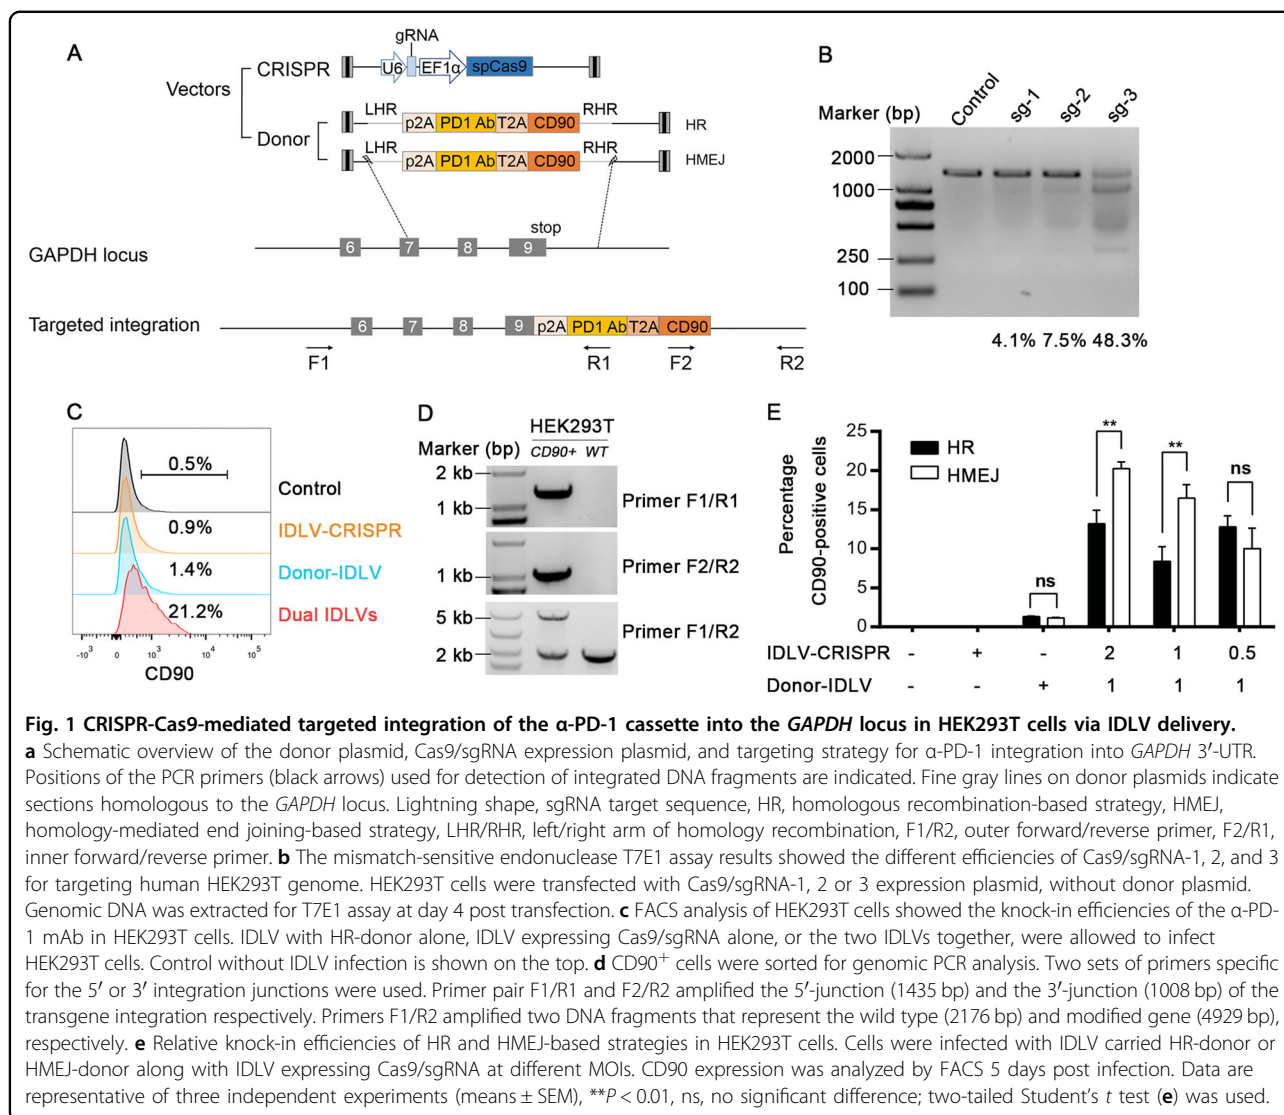 A
gRNA
CRISPR
U6
EF1α
spCas9
Vectors
Donor
LHR
RHR
p2A
PD1 Ab
T2A
CD90
HR
LHR
RHR
p2A
PD1 Ab
T2A
CD90
HMEJ
stop
GAPDH locus
6
7
8
9
Targeted integration
6
7
8
9
p2A
PD1 Ab
T2A
CD90
F1
R1
F2
R2
B
Marker (bp)
Control
sg-1
sg-2
sg-3
2000
1000
250
100
4.1% 7.5% 48.3%
C
0.5%
Control
0.9%
IDLV-CRISPR
1.4%
Donor-IDLV
21.2%
Dual IDLVs
-10³ 0 10³ 10⁴ 10⁵
CD90
D
HEK293T
Marker (bp) CD90+ WT
2 kb
1 kb
Primer F1/R1
1 kb
Primer F2/R2
5 kb
2 kb
Primer F1/R2
E
Percentage
CD90-positive cells
25
20
15
10
5
0
HR
HMEJ
ns
**
**
ns
IDLV-CRISPR - + - 2 1 0.5
Donor-IDLV - - + 1 1 1
Fig. 1 CRISPR-Cas9-mediated targeted integration of the α-PD-1 cassette into the GAPDH locus in HEK293T cells via IDLV delivery.
a Schematic overview of the donor plasmid, Cas9/sgRNA expression plasmid, and targeting strategy for α-PD-1 integration into GAPDH 3′-UTR.
Positions of the PCR primers (black arrows) used for detection of integrated DNA fragments are indicated. Fine gray lines on donor plasmids indicate
sections homologous to the GAPDH locus. Lightning shape, sgRNA target sequence, HR, homologous recombination-based strategy, HMEJ,
homology-mediated end joining-based strategy, LHR/RHR, left/right arm of homology recombination, F1/R2, outer forward/reverse primer, F2/R1,
inner forward/reverse primer. b The mismatch-sensitive endonuclease T7E1 assay results showed the different efficiencies of Cas9/sgRNA-1, 2, and 3
for targeting human HEK293T genome. HEK293T cells were transfected with Cas9/sgRNA-1, 2 or 3 expression plasmid, without donor plasmid.
Genomic DNA was extracted for T7E1 assay at day 4 post transfection. c FACS analysis of HEK293T cells showed the knock-in efficiencies of the α-PD-
1 mAb in HEK293T cells. IDLV with HR-donor alone, IDLV expressing Cas9/sgRNA alone, or the two IDLVs together, were allowed to infect
HEK293T cells. Control without IDLV infection is shown on the top. d CD90⁺ cells were sorted for genomic PCR analysis. Two sets of primers specific
for the 5′ or 3′ integration junctions were used. Primer pair F1/R1 and F2/R2 amplified the 5′-junction (1435 bp) and the 3′-junction (1008 bp) of the
transgene integration respectively. Primers F1/R2 amplified two DNA fragments that represent the wild type (2176 bp) and modified gene (4929 bp),
respectively. e Relative knock-in efficiencies of HR and HMEJ-based strategies in HEK293T cells. Cells were infected with IDLV carried HR-donor or
HMEJ-donor along with IDLV expressing Cas9/sgRNA at different MOIs. CD90 expression was analyzed by FACS 5 days post infection. Data are
representative of three independent experiments (means ± SEM), **P < 0.01, ns, no significant difference; two-tailed Student’s t test (e) was used.